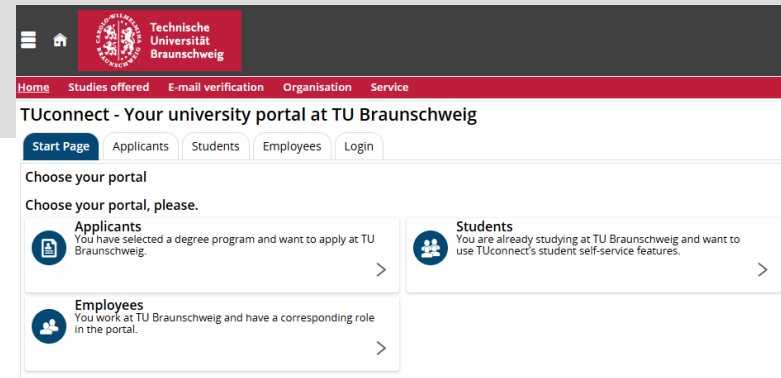 CAROLO-WILHELMINA
BRAUNSCHWEIG
Technische
Universität
Braunschweig
Home Studies offered E-mail verification Organisation Service
TUconnect - Your university portal at TU Braunschweig
Start Page Applicants Students Employees Login
Choose your portal
Choose your portal, please.
Applicants
You have selected a degree program and want to apply at TU
Braunschweig.
Students
You are already studying at TU Braunschweig and want to
use TUconnect's student self-service features.
Employees
You work at TU Braunschweig and have a corresponding role
in the portal.